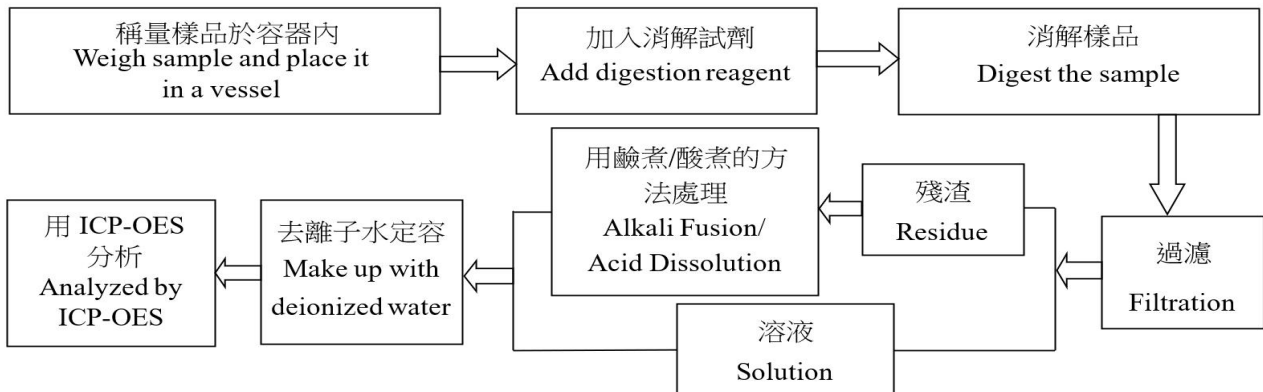 稱量樣品於容器內
Weigh sample and place it
in a vessel
加入消解試劑
Add digestion reagent
消解樣品
Digest the sample
過濾
Filtration
殘渣
Residue
用鹼煮/酸煮的方
法處理
Alkali Fusion/
Acid Dissolution
溶液
Solution
去離子水定容
Make up with
deionized water
用 ICP-OES
分析
Analyzed by
ICP-OES